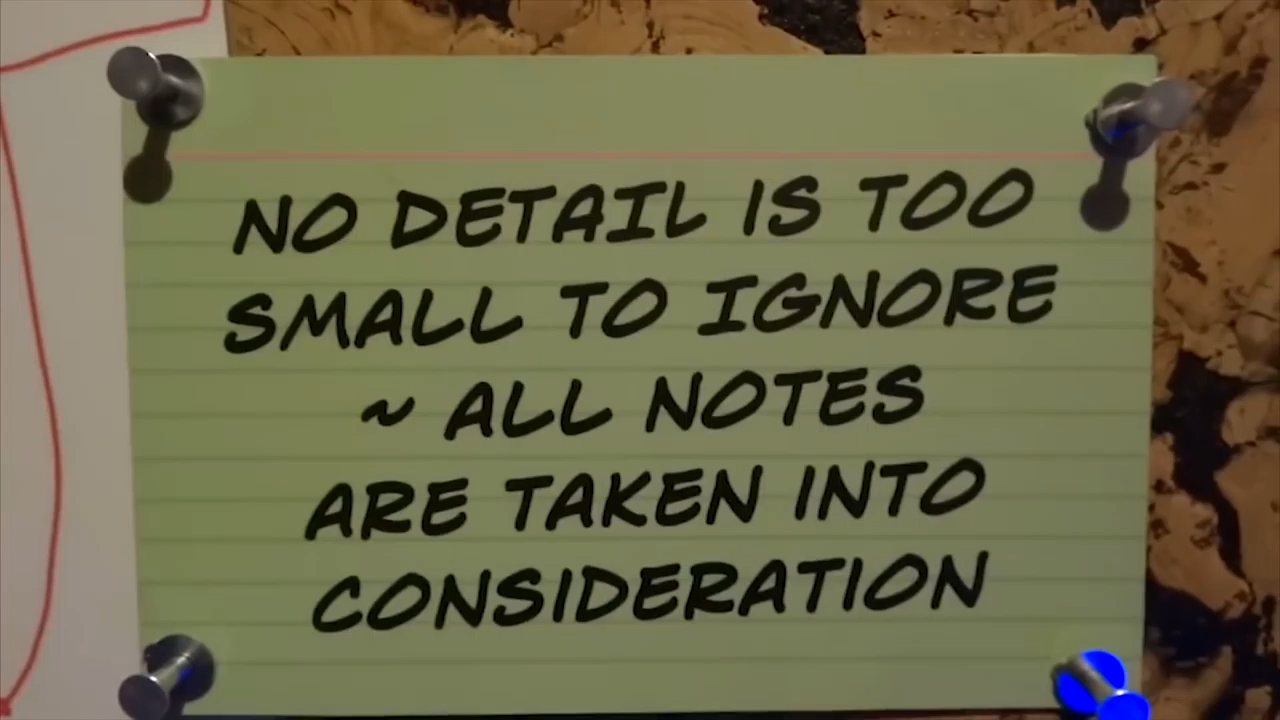 NO DETAIL IS TOO
SMALL TO IGNORE
~ ALL NOTES
ARE TAKEN INTO
CONSIDERATION